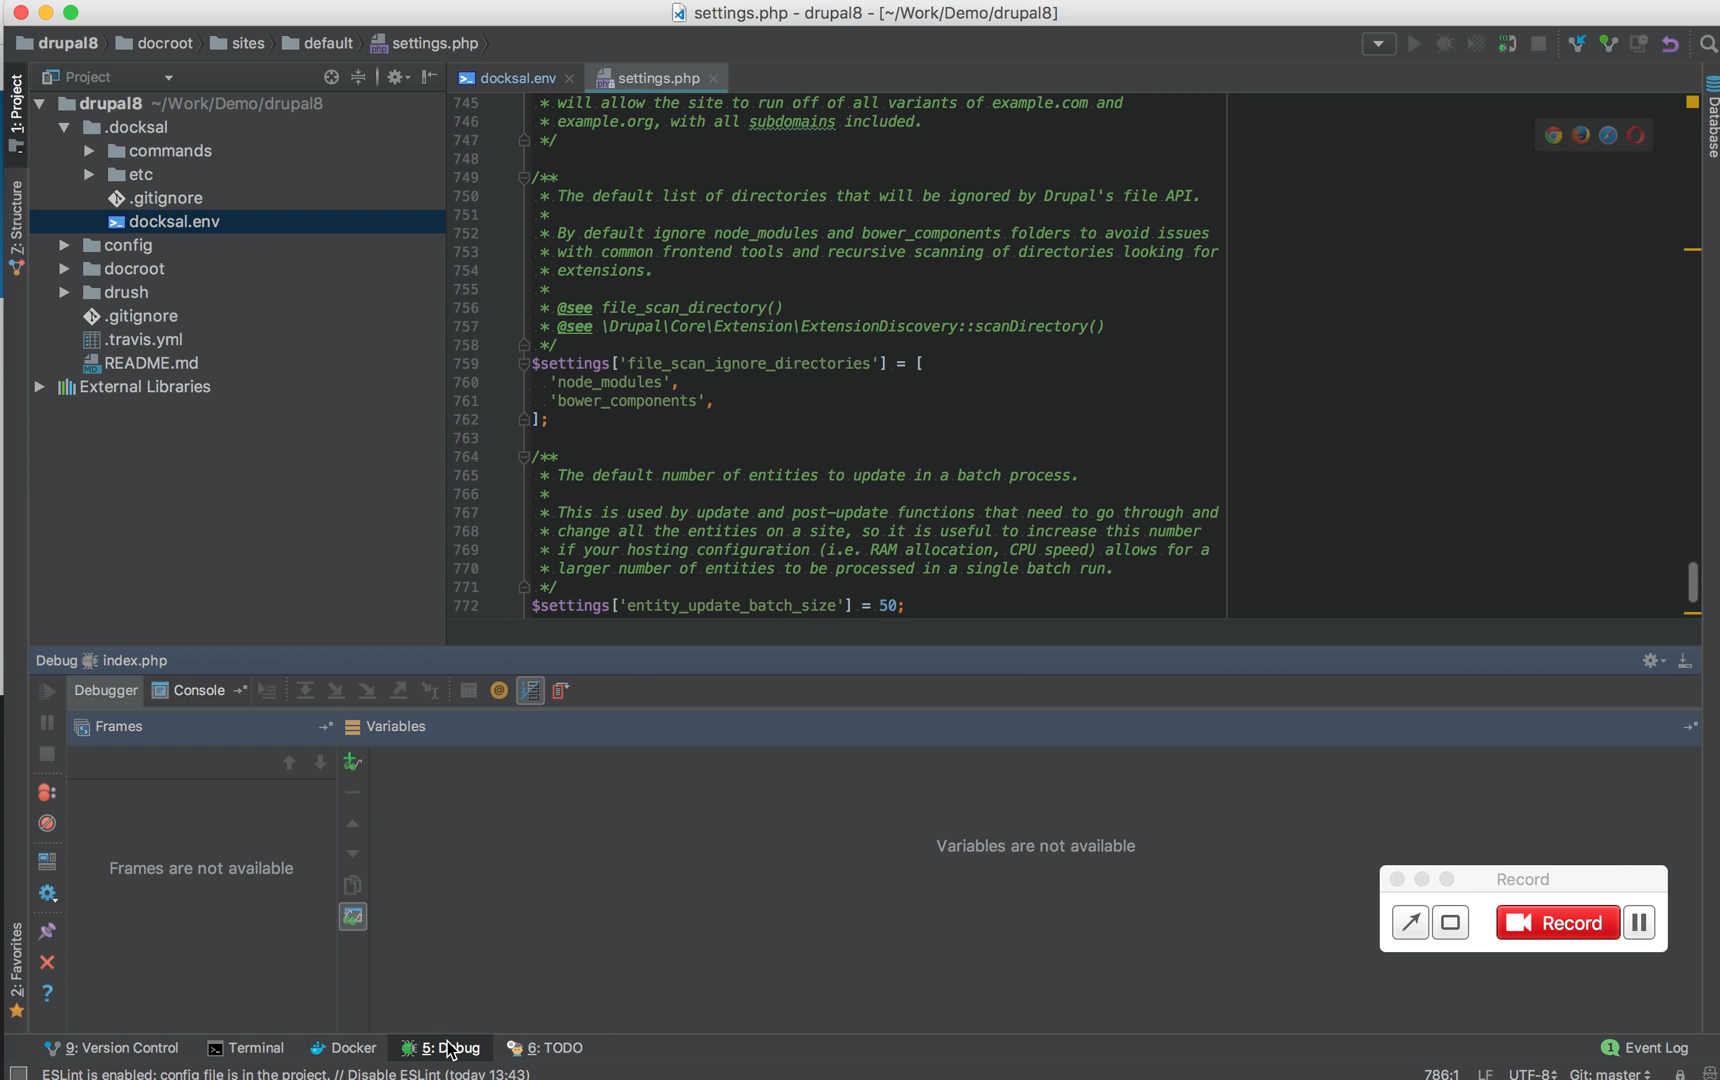 settings.php - drupal8 - [~/Work/Demo/drupal8]
drupal8 docroot sites default settings.php
Project
docksal.env settings.php
1: Project
7: Structure
2: Favorites
Database
drupal8 ~/Work/Demo/drupal8
.docksal
commands
etc
.gitignore
docksal.env
config
docroot
drush
.gitignore
.travis.yml
README.md
External Libraries
745 * will allow the site to run off of all variants of example.com and
746 * example.org, with all subdomains included.
747 */
748
749 /**
750 * The default list of directories that will be ignored by Drupal's file API.
751 *
752 * By default ignore node_modules and bower_components folders to avoid issues
753 * with common frontend tools and recursive scanning of directories looking for
754 * extensions.
755 *
756 * @see file_scan_directory()
757 * @see \Drupal\Core\Extension\ExtensionDiscovery::scanDirectory()
758 */
759 $settings['file_scan_ignore_directories'] = [
760 'node_modules',
761 'bower_components',
762 ];
763
764 /**
765 * The default number of entities to update in a batch process.
766 *
767 * This is used by update and post-update functions that need to go through and
768 * change all the entities on a site, so it is useful to increase this number
769 * if your hosting configuration (i.e. RAM allocation, CPU speed) allows for a
770 * larger number of entities to be processed in a single batch run.
771 */
772 $settings['entity_update_batch_size'] = 50;
Debug index.php
Debugger Console
Frames Variables
Frames are not available
Variables are not available
Record
Record
9: Version Control Terminal Docker 5: Debug 6: TODO 1 Event Log
ESLint is enabled; config file is in the project. // Disable ESLint (today 13:43) 786:1 LF UTF-8 Git: master